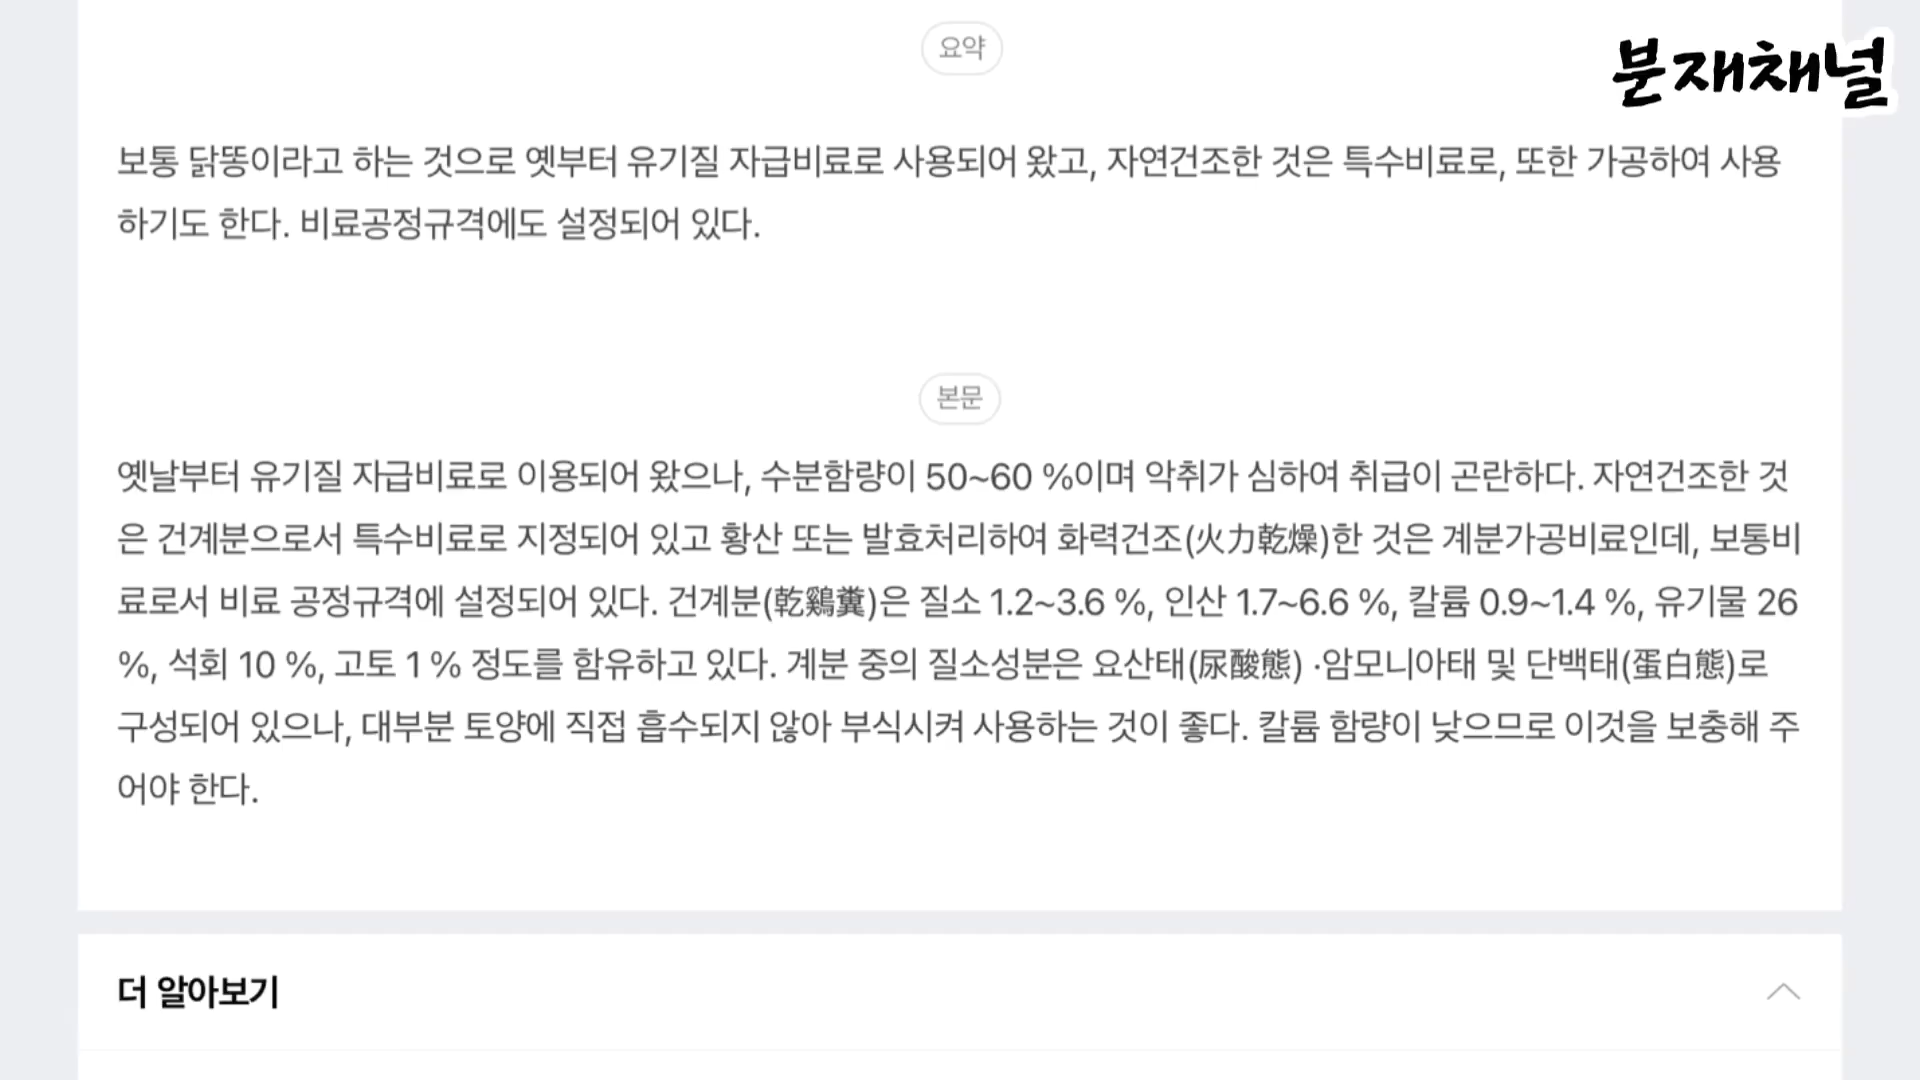 요약
분재채널
보통 닭똥이라고 하는 것으로 옛부터 유기질 자급비료로 사용되어 왔고, 자연건조한 것은 특수비료로, 또한 가공하여 사용
하기도 한다. 비료공정규격에도 설정되어 있다.
본문
옛날부터 유기질 자급비료로 이용되어 왔으나, 수분함량이 50~60 %이며 악취가 심하여 취급이 곤란하다. 자연건조한 것
은 건계분으로서 특수비료로 지정되어 있고 황산 또는 발효처리하여 화력건조(火力乾燥)한 것은 계분가공비료인데, 보통비
료로서 비료 공정규격에 설정되어 있다. 건계분(乾鷄糞)은 질소 1.2~3.6 %, 인산 1.7~6.6 %, 칼륨 0.9~1.4 %, 유기물 26
%, 석회 10 %, 고토 1 % 정도를 함유하고 있다. 계분 중의 질소성분은 요산태(尿酸態) ·암모니아태 및 단백태(蛋白態)로
구성되어 있으나, 대부분 토양에 직접 흡수되지 않아 부식시켜 사용하는 것이 좋다. 칼륨 함량이 낮으므로 이것을 보충해 주
어야 한다.
더 알아보기